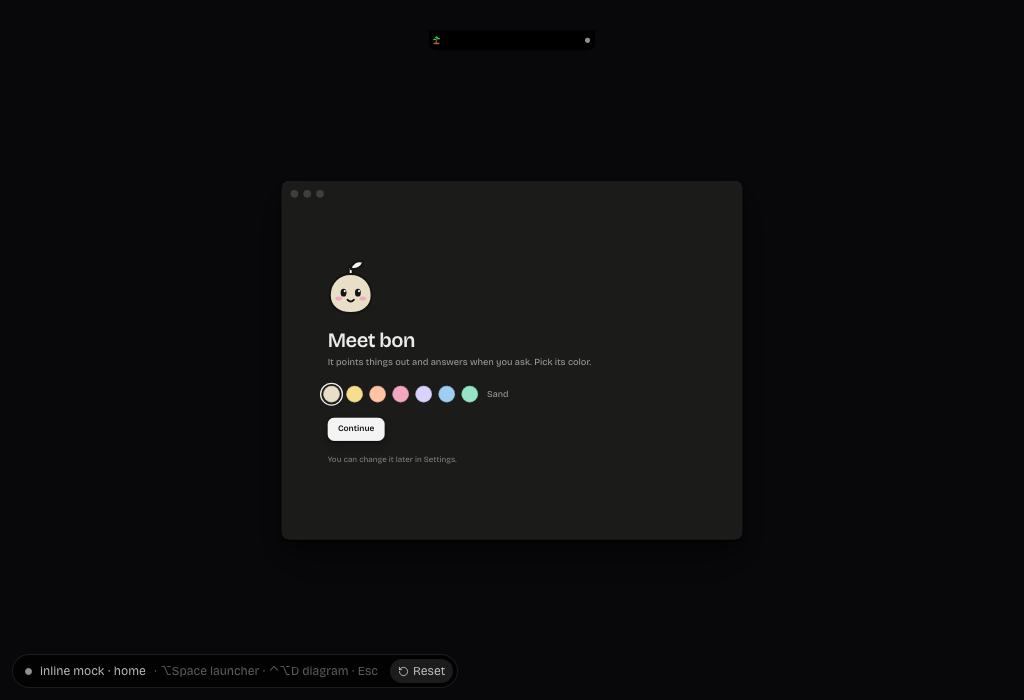 Meet bon
It points things out and answers when you ask. Pick its color.
Sand
Continue
You can change it later in Settings.
inline mock · home · ⌥Space launcher · ^⌥D diagram · Esc Reset